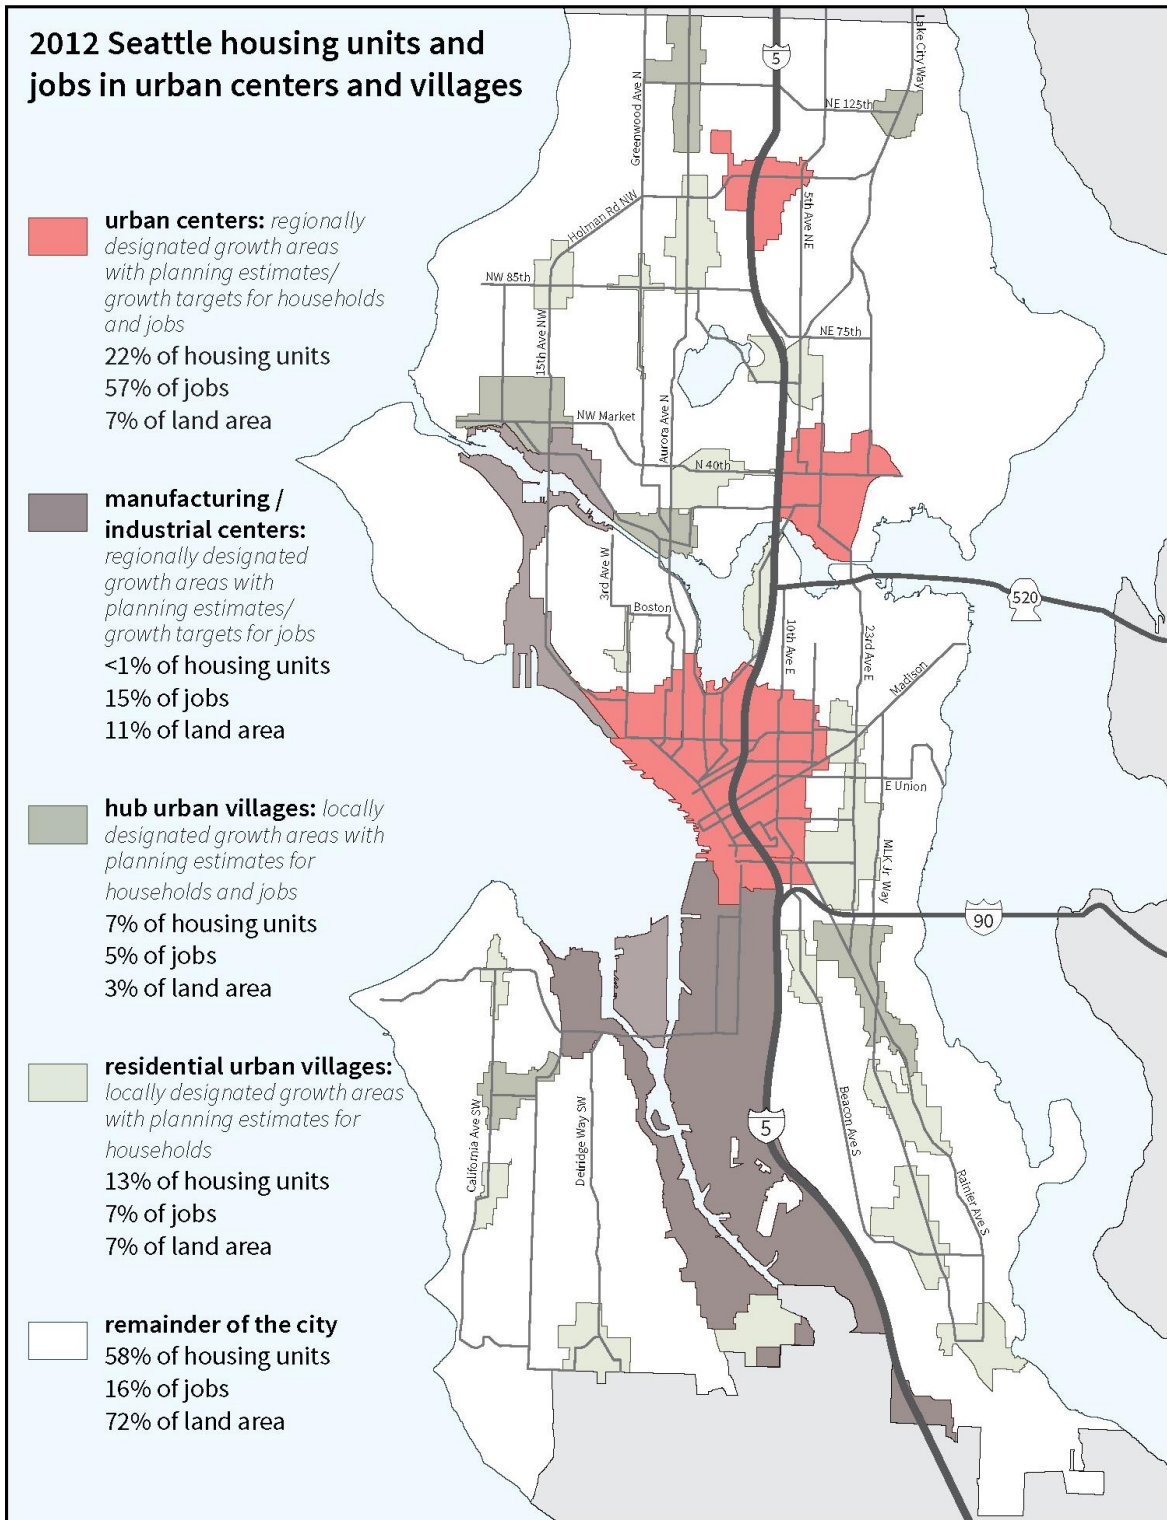 2012 Seattle housing units and
jobs in urban centers and villages
urban centers: regionally
designated growth areas
with planning estimates/
growth targets for households
and jobs
22% of housing units
57% of jobs
7% of land area
manufacturing /
industrial centers:
regionally designated
growth areas with
planning estimates/
growth targets for jobs
<1% of housing units
15% of jobs
11% of land area
hub urban villages: locally
designated growth areas with
planning estimates for
households and jobs
7% of housing units
5% of jobs
3% of land area
residential urban villages:
locally designated growth areas
with planning estimates for
households
13% of housing units
7% of jobs
7% of land area
remainder of the city
58% of housing units
16% of jobs
72% of land area
5
Lake City Way
Greenwood Ave N
NE 125th
5th Ave NE
Holman Rd NW
NW 85th
15th Ave NW
NE 75th
NW Market
Aurora Ave N
N 40th
3rd Ave W
Boston
520
10th Ave E
23rd Ave E
Madison
E Union
MLK Jr Way
90
California Ave SW
Delridge Way SW
5
Beacon Ave S
Rainier Ave S